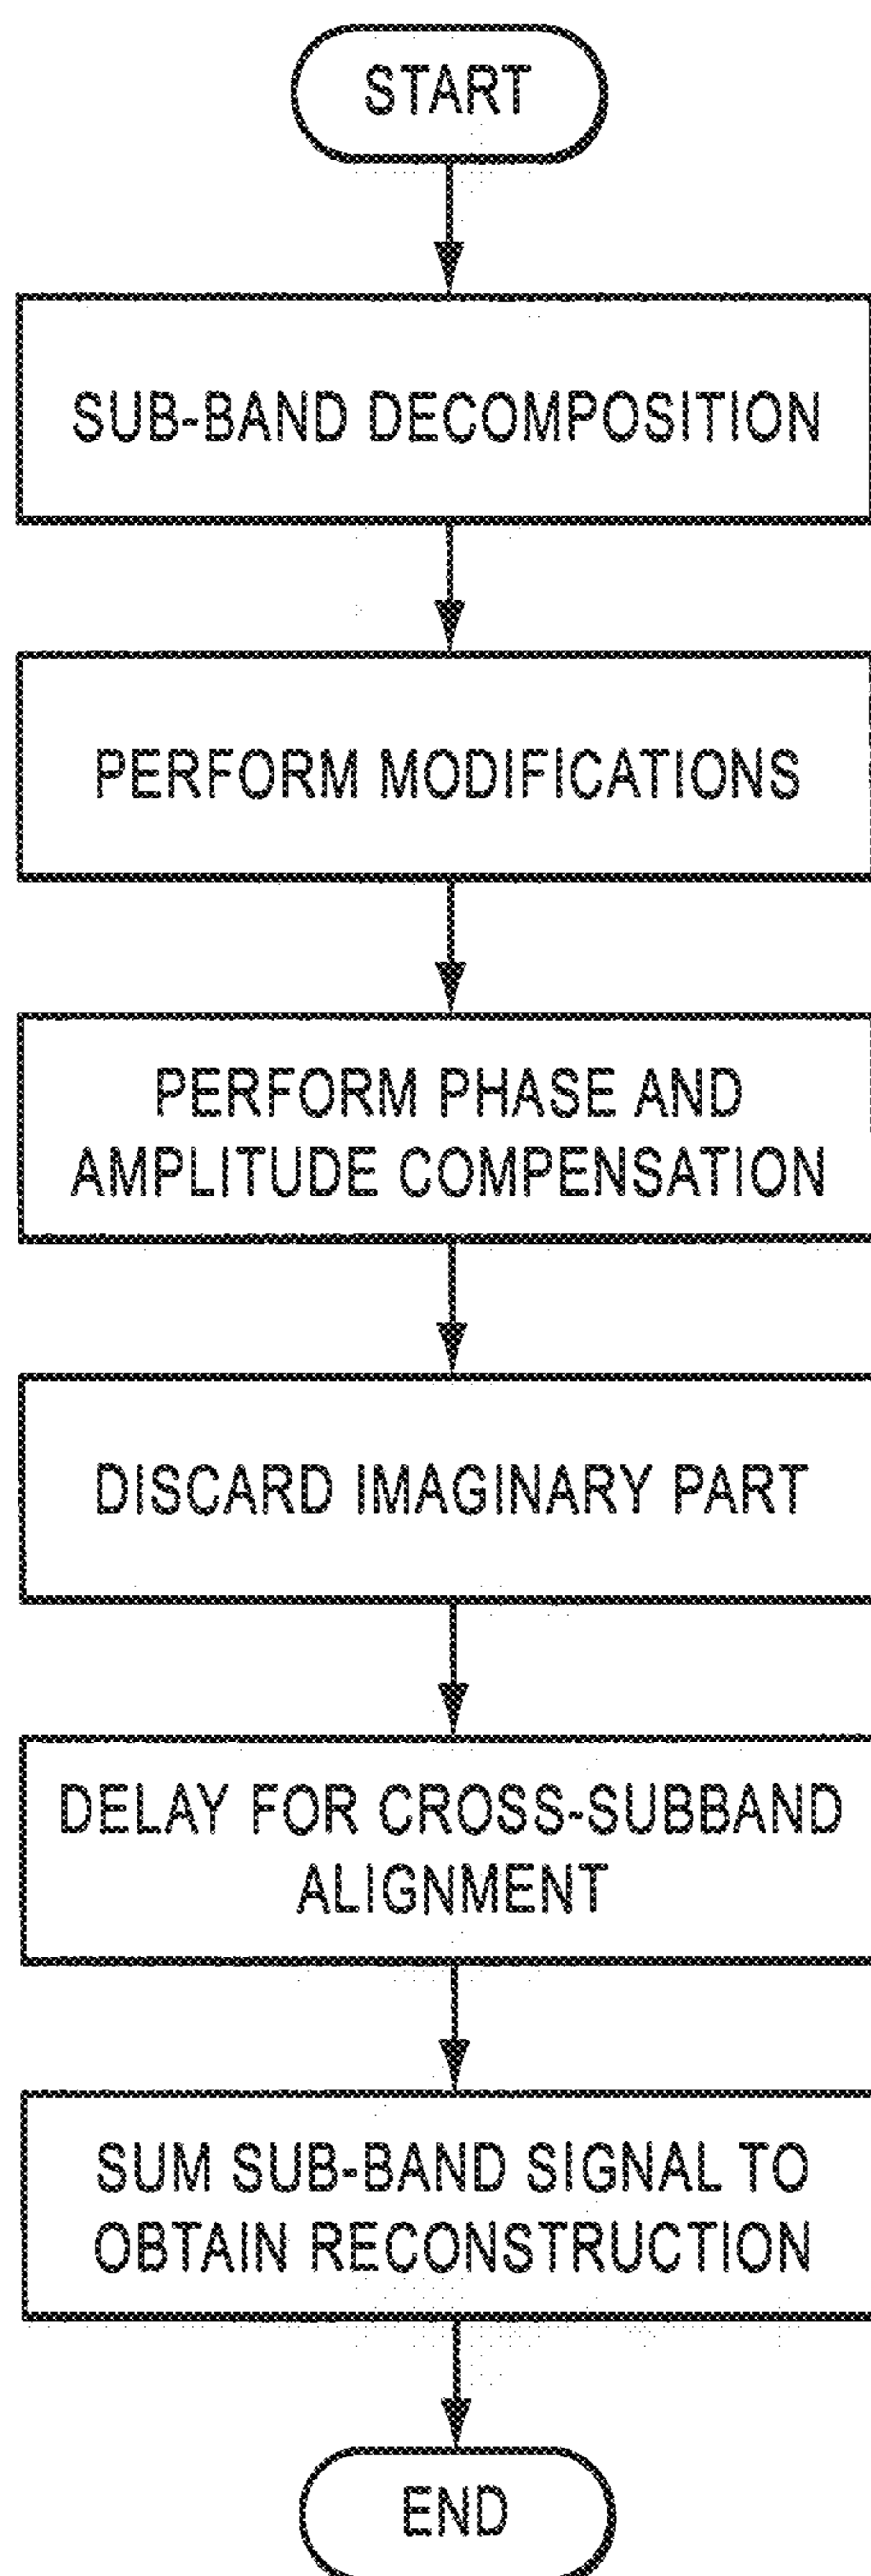 START
SUB-BAND DECOMPOSITION
PERFORM MODIFICATIONS
PERFORM PHASE AND
AMPLITUDE COMPENSATION
DISCARD IMAGINARY PART
DELAY FOR CROSS-SUBBAND
ALIGNMENT
SUM SUB-BAND SIGNAL TO
OBTAIN RECONSTRUCTION
END